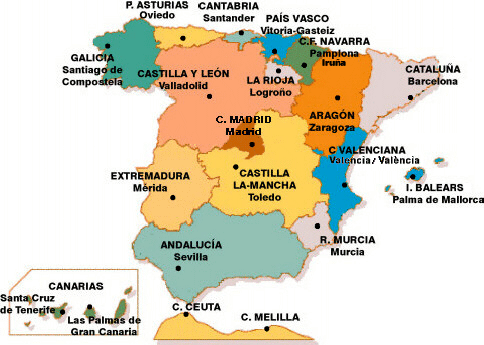 P. ASTURIAS
Oviedo
CANTABRIA
Santander
PAÍS VASCO
Vitoria-Gasteiz
C.F. NAVARRA
Pamplona
Iruña
GALICIA
Santiago de
Compostela
CASTILLA Y LEÓN
Valladolid
LA RIOJA
Logroño
CATALUÑA
Barcelona
ARAGÓN
Zaragoza
C. MADRID
Madrid
C VALENCIANA
Valencia/València
EXTREMADURA
Mérida
CASTILLA
LA-MANCHA
Toledo
I. BALEARS
Palma de Mallorca
R. MURCIA
Murcia
ANDALUCÍA
Sevilla
CANARIAS
Santa Cruz
de Tenerife
Las Palmas de
Gran Canaria
C. CEUTA
C. MELILLA